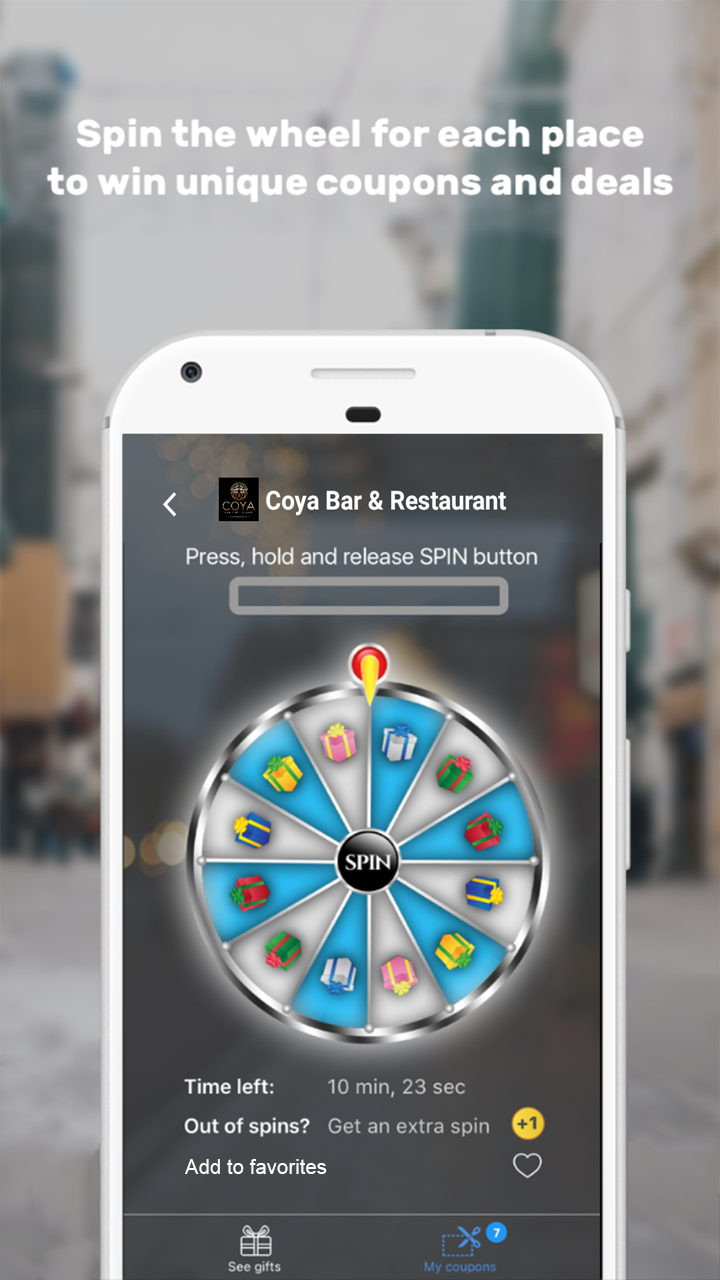 Spin the wheel for each place
to win unique coupons and deals
COYA
Coya Bar & Restaurant
Press, hold and release SPIN button
SPIN
Time left: 10 min, 23 sec
Out of spins? Get an extra spin +1
Add to favorites
7
See gifts My coupons